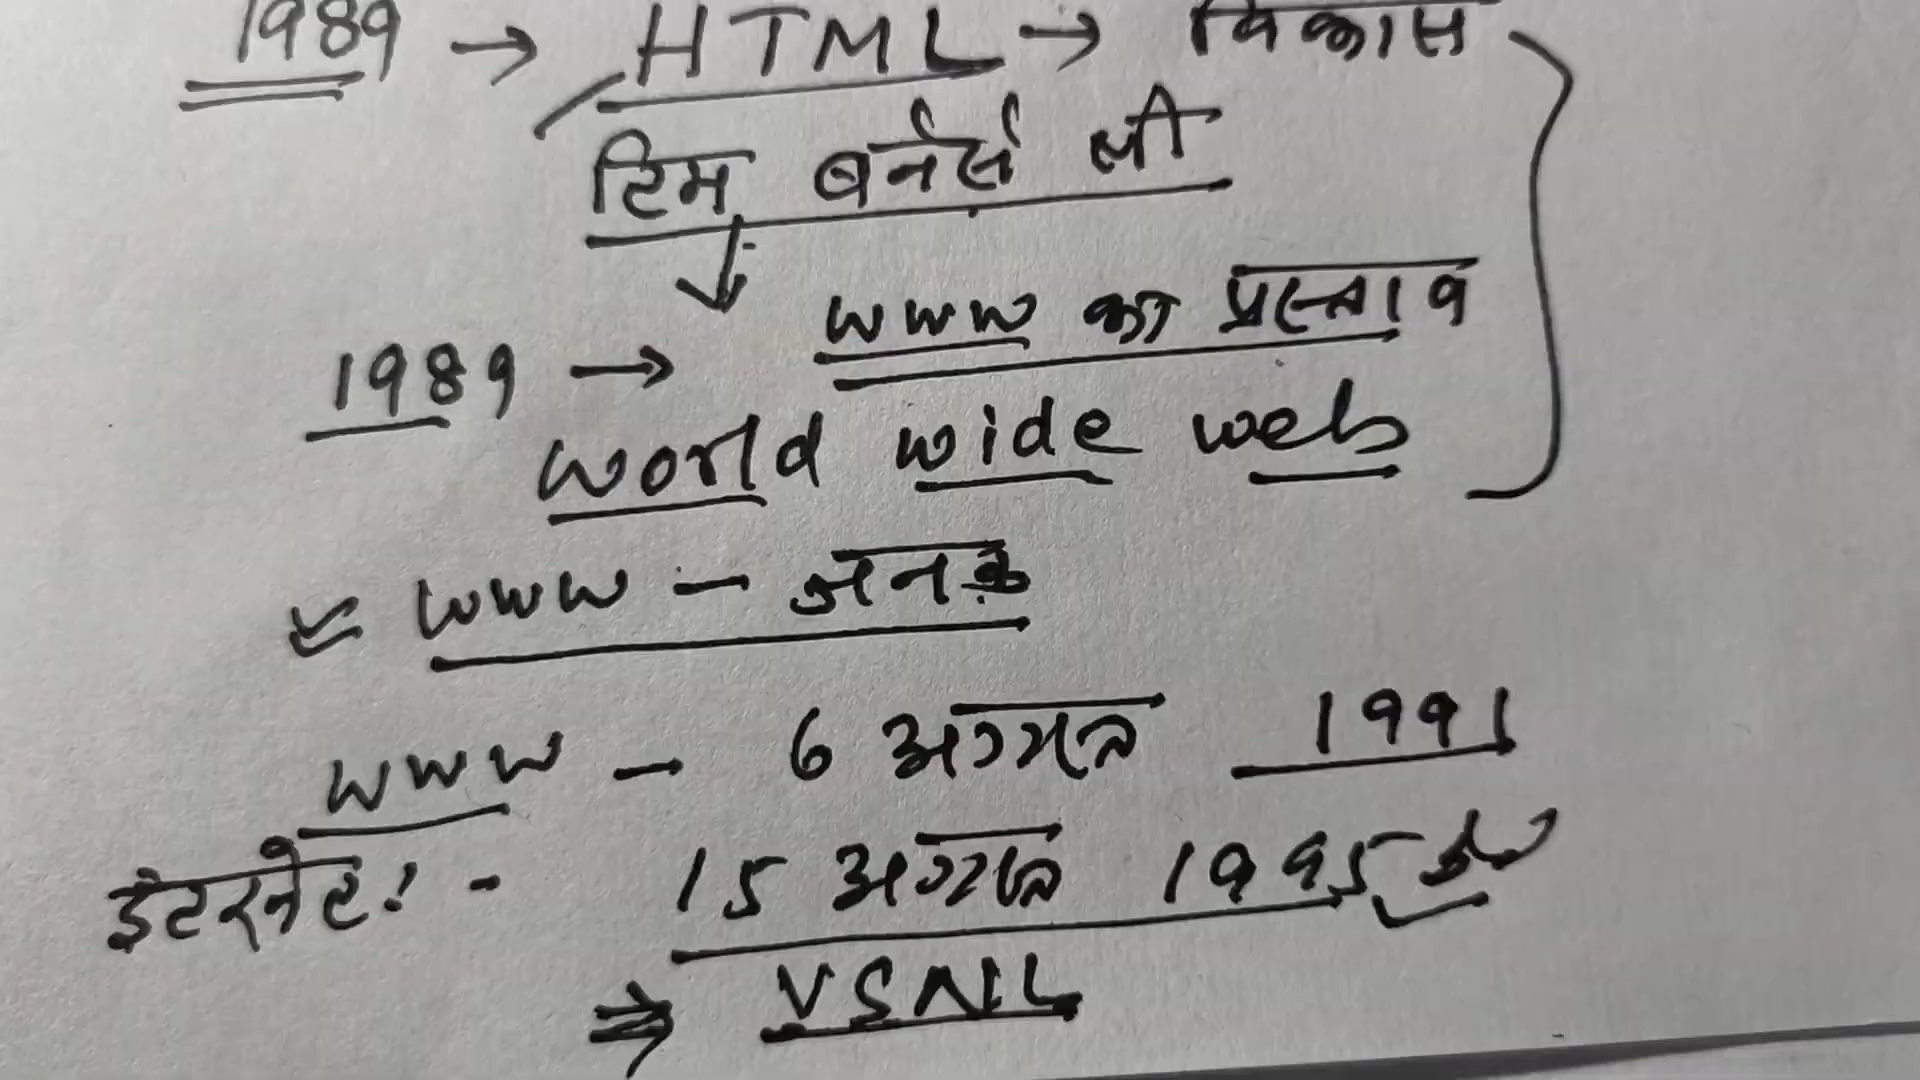 1989 → HTML → विकास
टिम बर्नर्स ली
www का प्रस्ताव
1989 →
world wide web
www - जनक
www - 6 अगस्त 1991
इंटरनेट :- 15 अगस्त 1995
⇒ VSNL